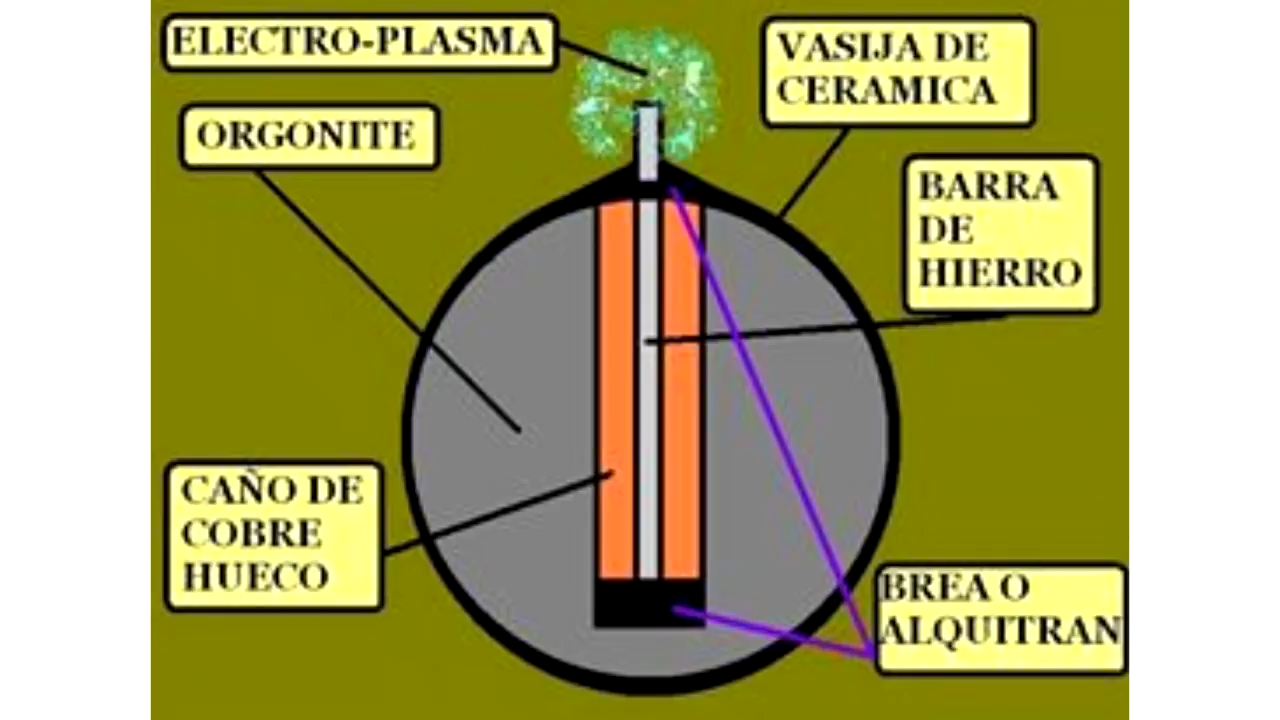 ELECTRO-PLASMA
VASIJA DE
CERAMICA
ORGONITE
BARRA
DE
HIERRO
CAÑO DE
COBRE
HUECO
BREA O
ALQUITRAN